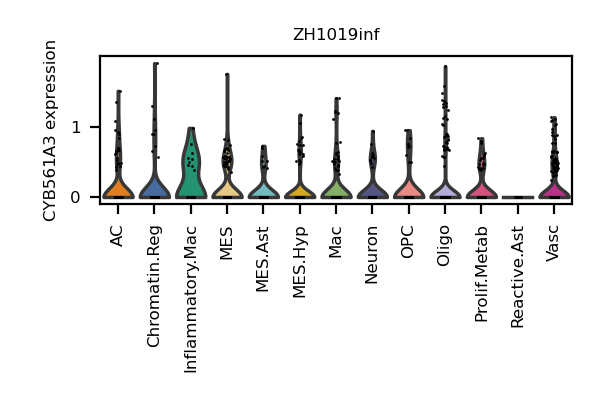 ZH1019inf
CYB561A3 expression
1
0
AC
Chromatin.Reg
Inflammatory.Mac
MES
MES.Ast
MES.Hyp
Mac
Neuron
OPC
Oligo
Prolif.Metab
Reactive.Ast
Vasc